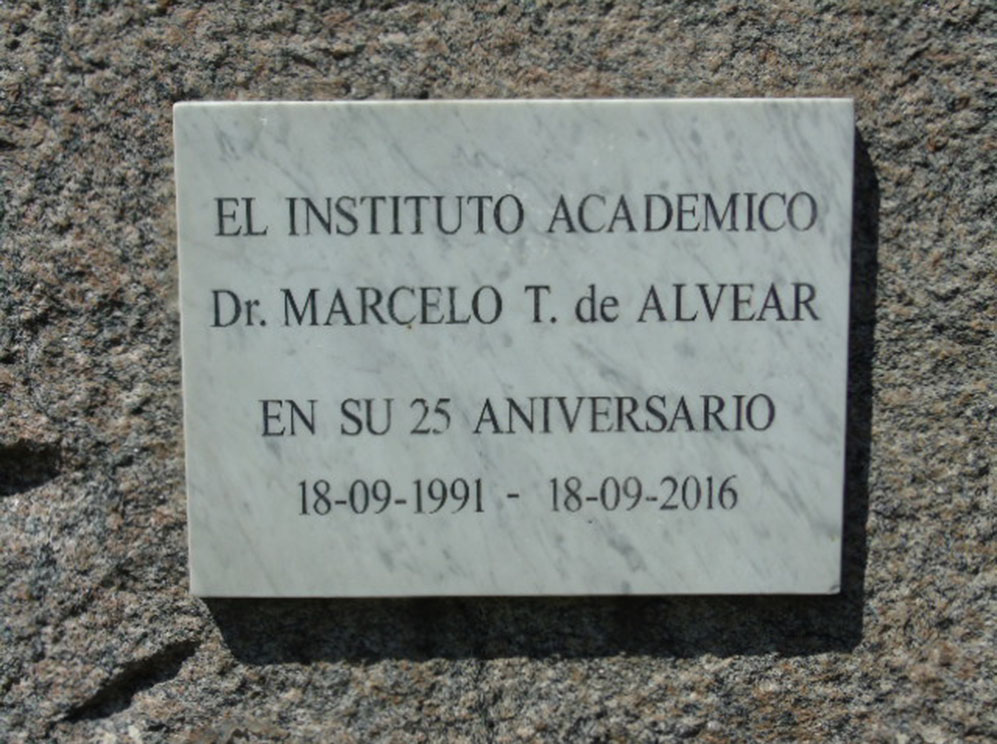 EL INSTITUTO ACADEMICO
Dr. MARCELO T. de ALVEAR
EN SU 25 ANIVERSARIO
18-09-1991 - 18-09-2016